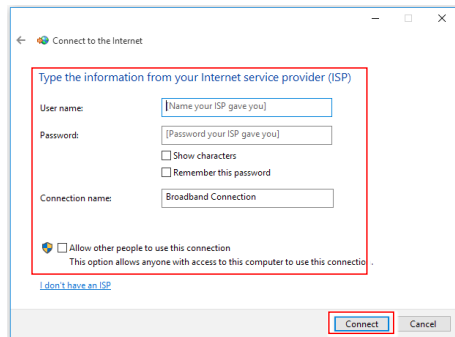 Connect to the Internet
Type the information from your Internet service provider (ISP)
User name:
[Name your ISP gave you]
Password:
[Password your ISP gave you]
Show characters
Remember this password
Connection name:
Broadband Connection
Allow other people to use this connection
This option allows anyone with access to this computer to use this connectio.
I don't have an ISP
Connect
Cancel